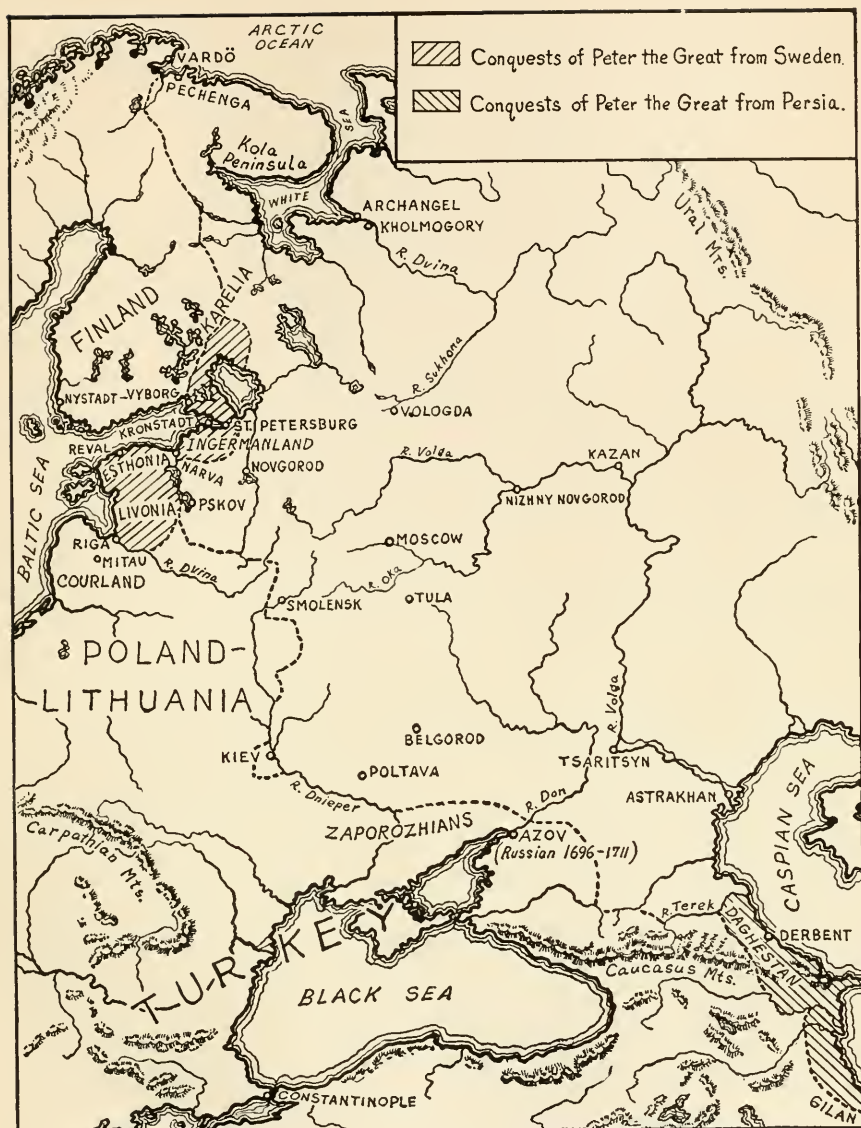 ARCTIC
OCEAN
Conquests of Peter the Great from Sweden.
Conquests of Peter the Great from Persia.
VARDÖ
PECHENGA
Kola
Peninsula
WHITE
SEA
ARCHANGEL
KHOLMOGORY
R. Dvina
Ural Mts.
FINLAND
KARELIA
R. Sukhona
VOLOGDA
NYSTADT
VYBORG
KRONSTADT
ST. PETERSBURG
INGERMANLAND
REVAL
ESTHONIA
NARVA
NOVGOROD
R. Volga
KAZAN
NIZHNY NOVGOROD
BALTIC SEA
LIVONIA
PSKOV
RIGA
MITAU
R. Dvina
COURLAND
MOSCOW
R. Oka
SMOLENSK
TULA
POLAND-
LITHUANIA
R. Volga
KIEV
BELGOROD
POLTAVA
TSARITSYN
R. Dnieper
R. Don
ASTRAKHAN
CASPIAN SEA
ZAPOROZHIANS
AZOV
(Russian 1696-1711)
Carpathian Mts.
R. Terek
DAGHESTAN
DERBENT
TURKEY
Caucasus Mts.
BLACK SEA
CONSTANTINOPLE
GILAN